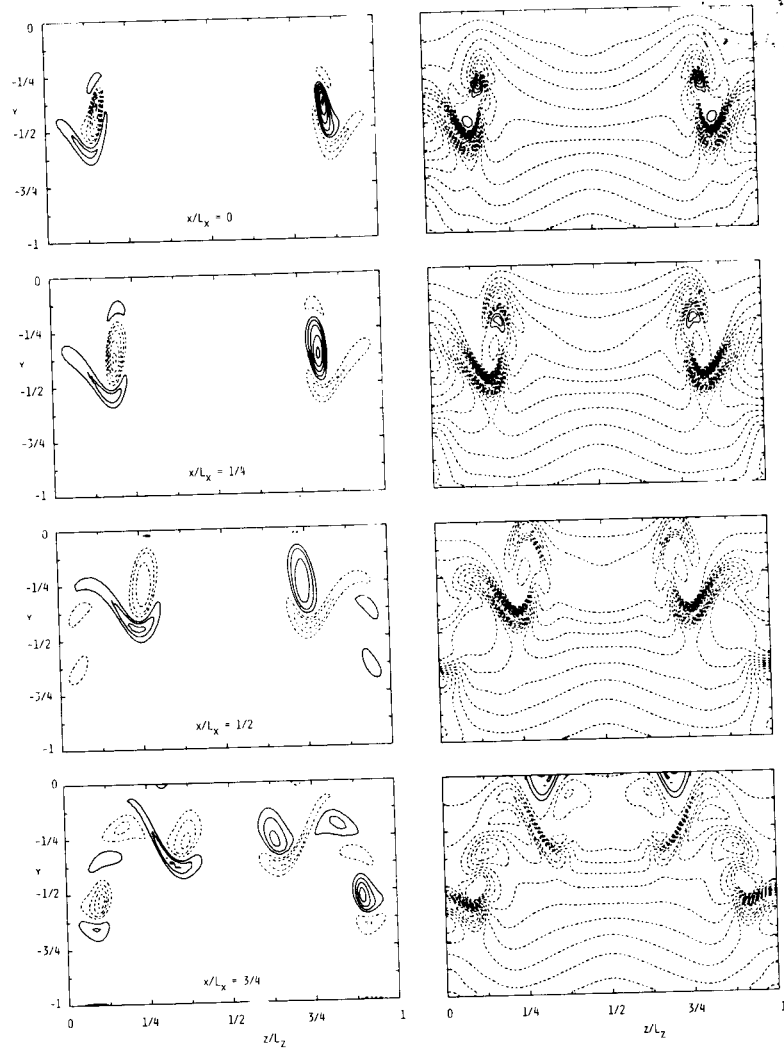 0
-1/4
Y
-1/2
-3/4
x/Lx = 0
-1
0
-1/4
Y
-1/2
-3/4
x/Lx = 1/4
-1
0
-1/4
Y
-1/2
-3/4
x/Lx = 1/2
-1
0
-1/4
Y
-1/2
-3/4
x/Lx = 3/4
-1
0 1/4 1/2 3/4 1
z/Lz
0 1/4 1/2 3/4 1
z/Lz